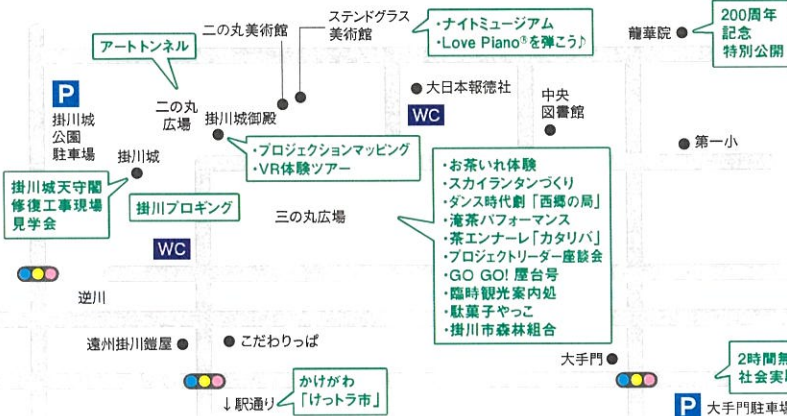 ステンドグラス
美術館
二の丸美術館
・ナイトミュージアム
・Love Piano®を弾こう♪
龍華院
200周年
記念
特別公開
アートトンネル
P
掛川城
公園
駐車場
二の丸
広場
掛川城御殿
大日本報徳社
WC
中央
図書館
第一小
掛川城
・プロジェクションマッピング
・VR体験ツアー
掛川城天守閣
修復工事現場
見学会
掛川プロギング
三の丸広場
WC
・お茶いれ体験
・スカイランタンづくり
・ダンス時代劇「西郷の局」
・滝茶パフォーマンス
・茶エンナーレ「カタリバ」
・プロジェクトリーダー座談会
・GO GO! 屋台号
・臨時観光案内処
・駄菓子やっこ
・掛川市森林組合
逆川
遠州掛川鎧屋
こだわりっぱ
大手門
↓駅通り
かけがわ
「けっトラ市」
2時間無
社会実
P 大手門駐車場